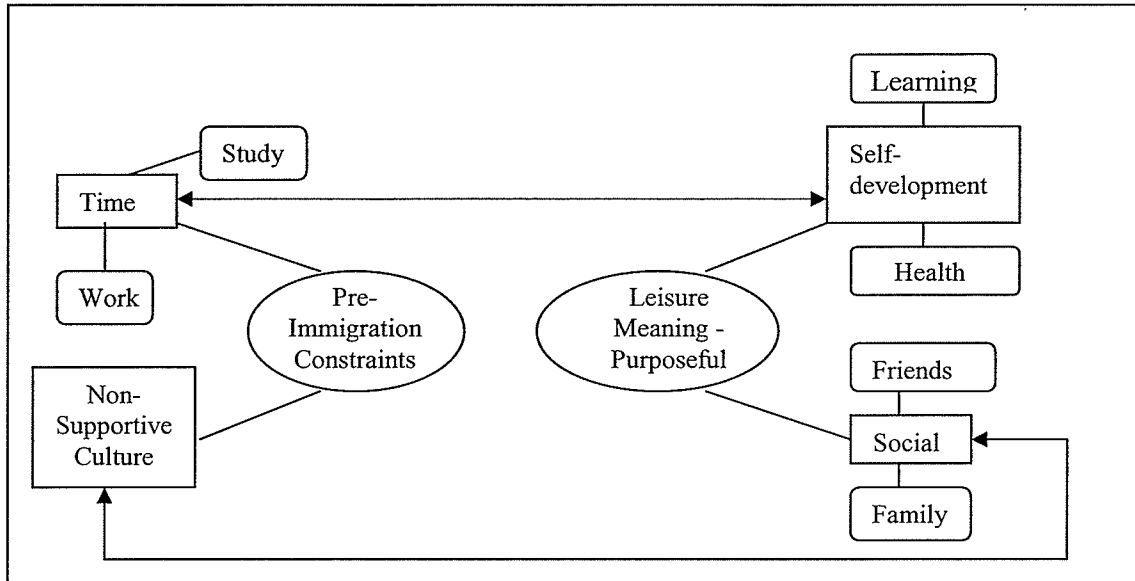 Learning
Study
Self-
development
Time
Health
Work
Pre-
Immigration
Constraints
Leisure
Meaning -
Purposeful
Friends
Non-
Supportive
Culture
Social
Family